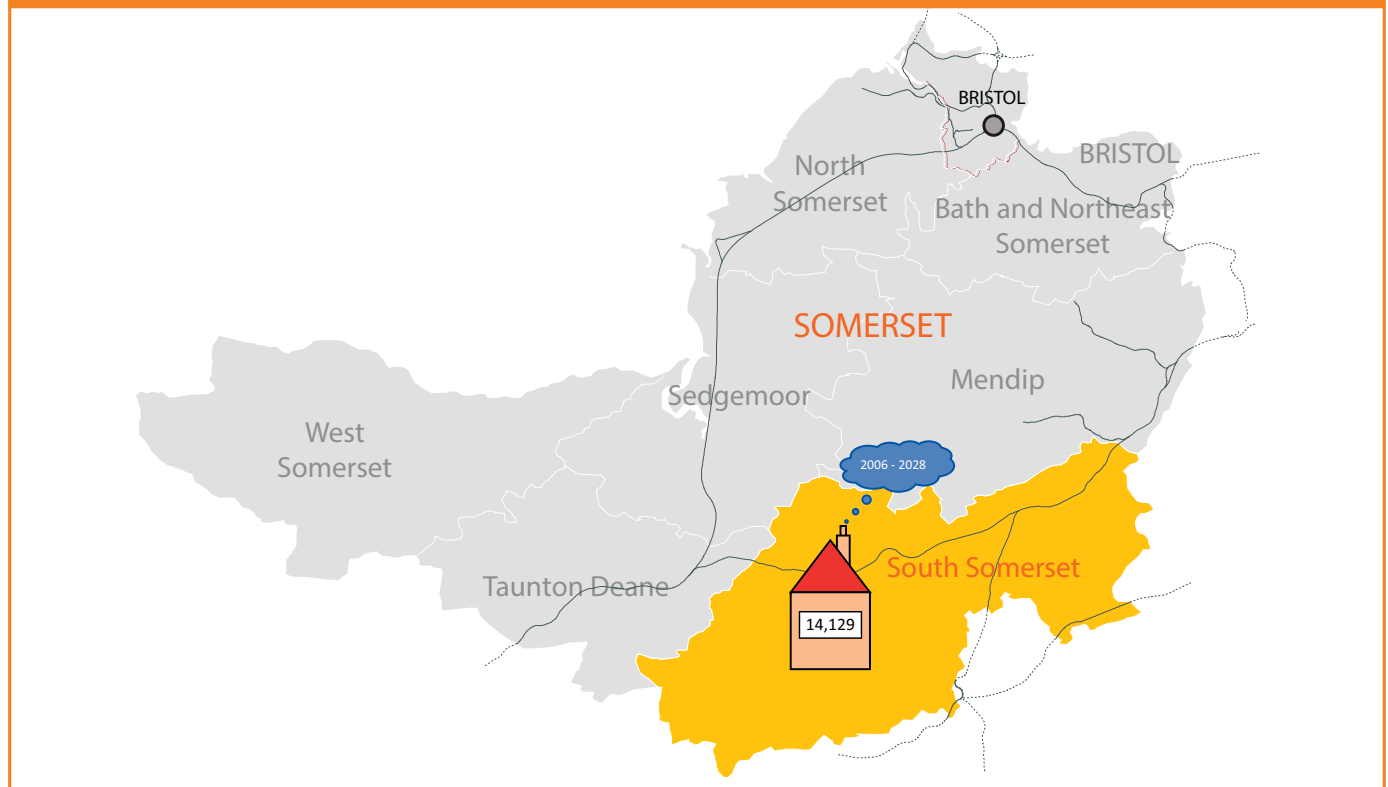 BRISTOL
BRISTOL
North
Somerset
Bath and Northeast
Somerset
SOMERSET
Mendip
Sedgemoor
West
Somerset
2006 - 2028
South Somerset
Taunton Deane
14,129